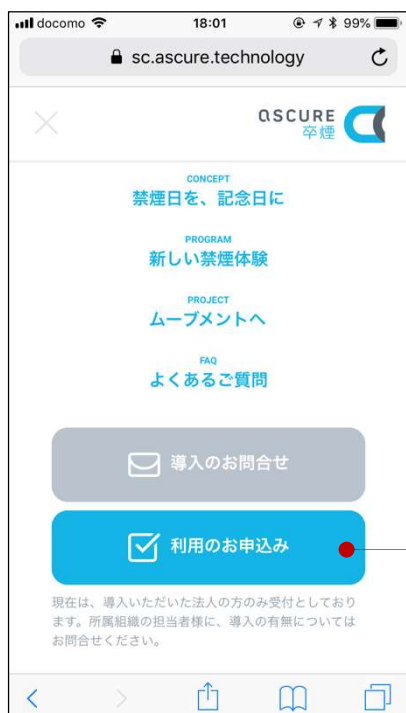 docomo 18:01 99%
sc.ascure.technology
ascure
卒煙
CONCEPT
禁煙日を、記念日に
PROGRAM
新しい禁煙体験
PROJECT
ムーブメントへ
FAQ
よくあるご質問
導入のお問合せ
利用のお申込み
現在は、導入いただいた法人の方のみ受付としており
ます。所属組織の担当者様に、導入の有無については
お問合せください。